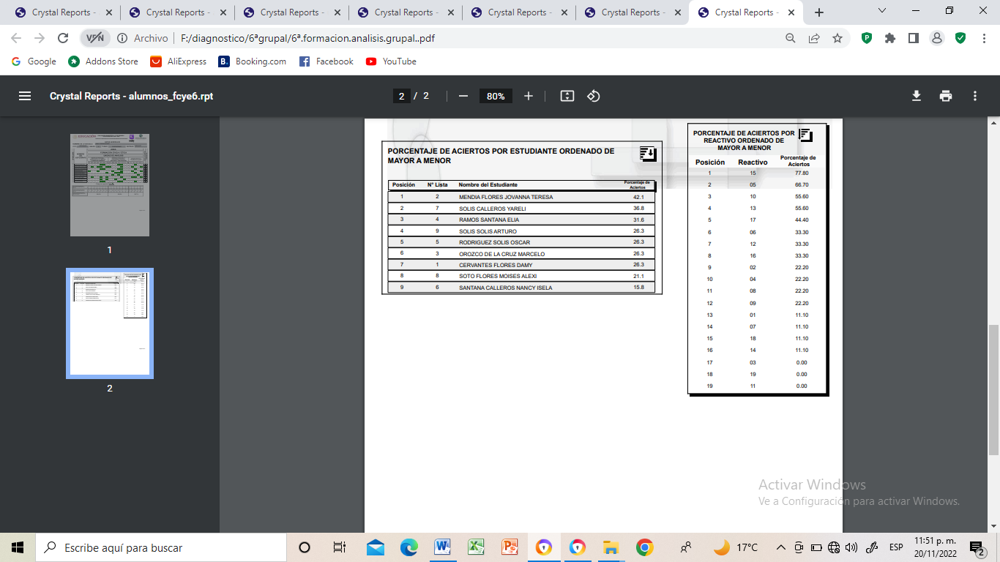 Crystal Reports -
Crystal Reports -
Crystal Reports -
Crystal Reports -
Crystal Reports -
Crystal Reports -
Crystal Reports -
VPN Archivo F:/diagnostico/6ªgrupal/6ª.formacion.analisis.grupal..pdf
Google Addons Store AliExpress Booking.com Facebook YouTube
Crystal Reports - alumnos_fcye6.rpt 2 / 2 80%
1
2
PORCENTAJE DE ACIERTOS POR ESTUDIANTE ORDENADO DE
MAYOR A MENOR
Posición N° Lista Nombre del Estudiante Porcentaje de Aciertos
1 2 MENDIA FLORES JOVANNA TERESA 42.1
2 7 SOLIS CALLEROS YARELI 36.8
3 4 RAMOS SANTANA ELIA 31.6
4 9 SOLIS SOLIS ARTURO 26.3
5 5 RODRIGUEZ SOLIS OSCAR 26.3
6 3 OROZCO DE LA CRUZ MARCELO 26.3
7 1 CERVANTES FLORES DAMY 26.3
8 8 SOTO FLORES MOISES ALEXI 21.1
9 6 SANTANA CALLEROS NANCY ISELA 15.8
PORCENTAJE DE ACIERTOS POR
REACTIVO ORDENADO DE
MAYOR A MENOR
Posición Reactivo Porcentaje de Aciertos
1 15 77.80
2 05 66.70
3 10 55.60
4 13 55.60
5 17 44.40
6 06 33.30
7 12 33.30
8 16 33.30
9 02 22.20
10 04 22.20
11 08 22.20
12 09 22.20
13 01 11.10
14 07 11.10
15 18 11.10
16 14 11.10
17 03 0.00
18 19 0.00
19 11 0.00
Activar Windows
Ve a Configuración para activar Windows.
Escribe aquí para buscar
17°C ESP 11:51 p. m.
20/11/2022
2